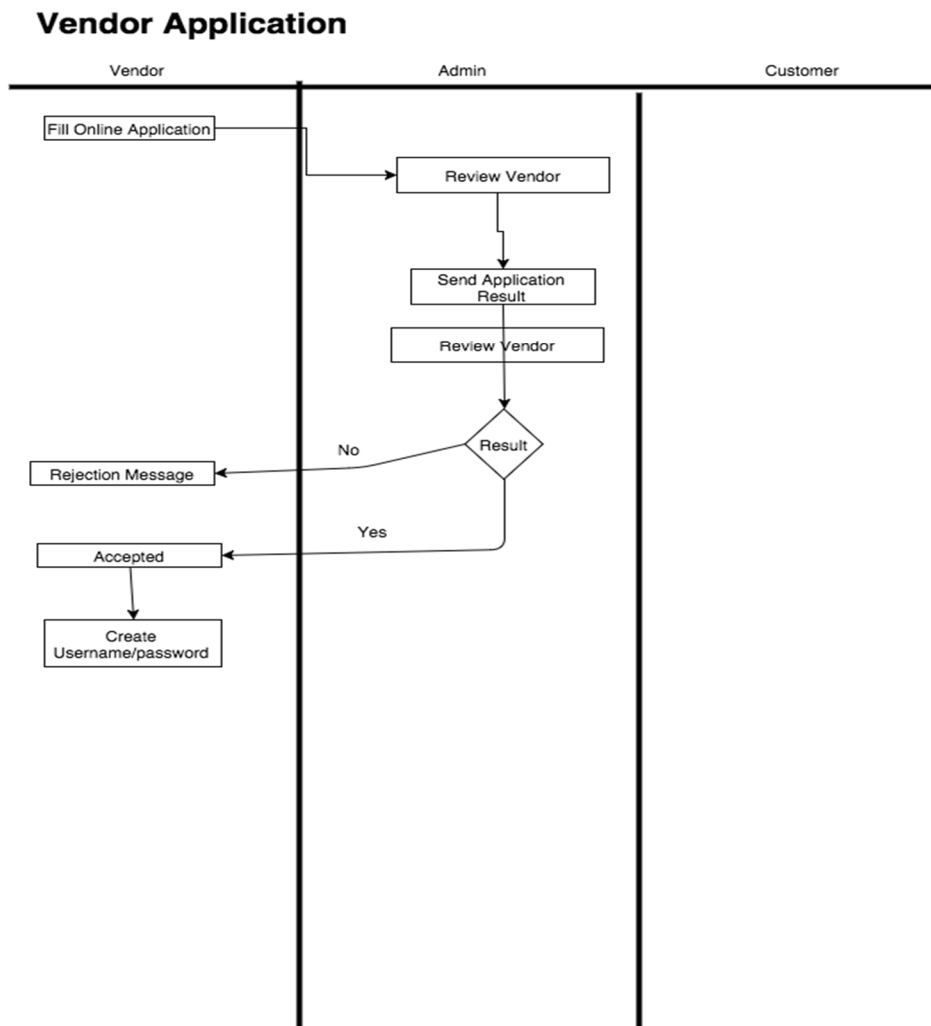 Vendor Application
Vendor
Admin
Customer
Fill Online Application
Review Vendor
Send Application
Result
Review Vendor
Result
No
Rejection Message
Yes
Accepted
Create
Username/password